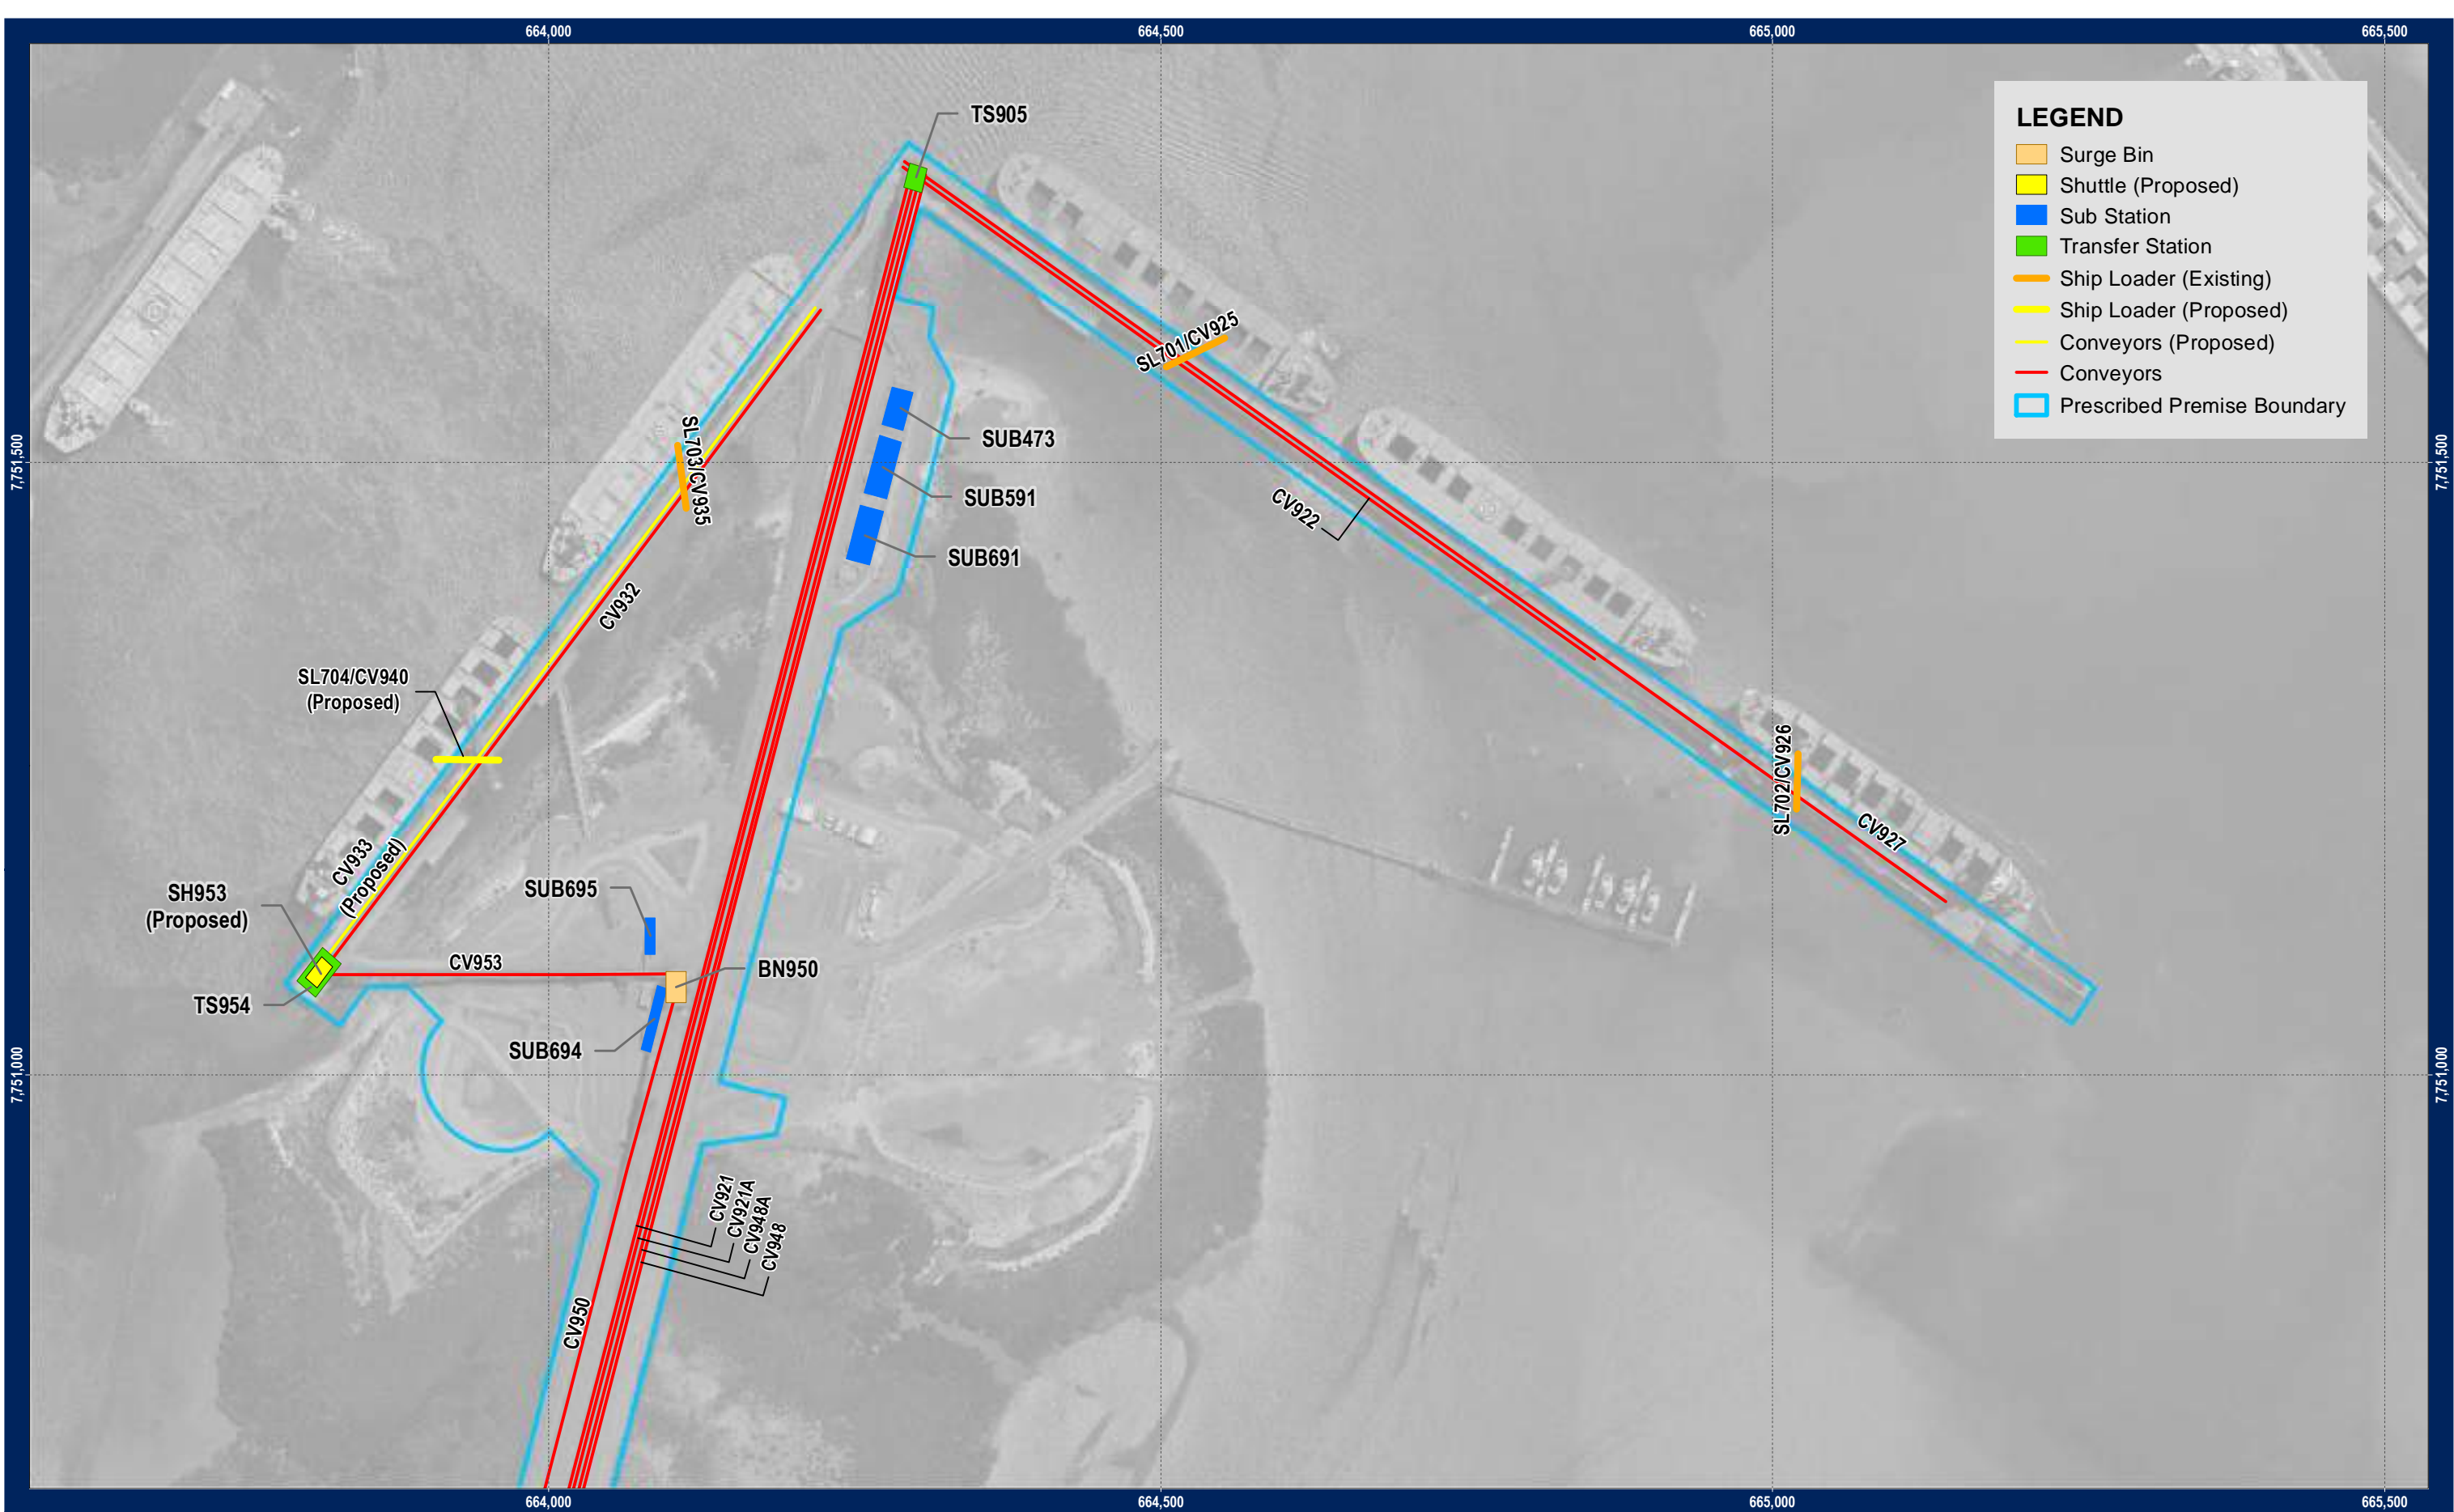 664,000
664,500
665,000
665,500
TS905
LEGEND
Surge Bin
Shuttle (Proposed)
Sub Station
Transfer Station
Ship Loader (Existing)
Ship Loader (Proposed)
Conveyors (Proposed)
Conveyors
Prescribed Premise Boundary
SL701/CV925
7,751,500
SL703/CV935
SUB473
7,751,500
SUB591
CV922
SUB691
CV932
SL704/CV940
(Proposed)
SL702/CV926
CV927
CV933
(Proposed)
SH953
(Proposed)
SUB695
CV953
BN950
TS954
SUB694
7,751,000
7,751,000
CV921
CV921A
CV948A
CV948
CV950
664,000
664,500
665,000
665,500